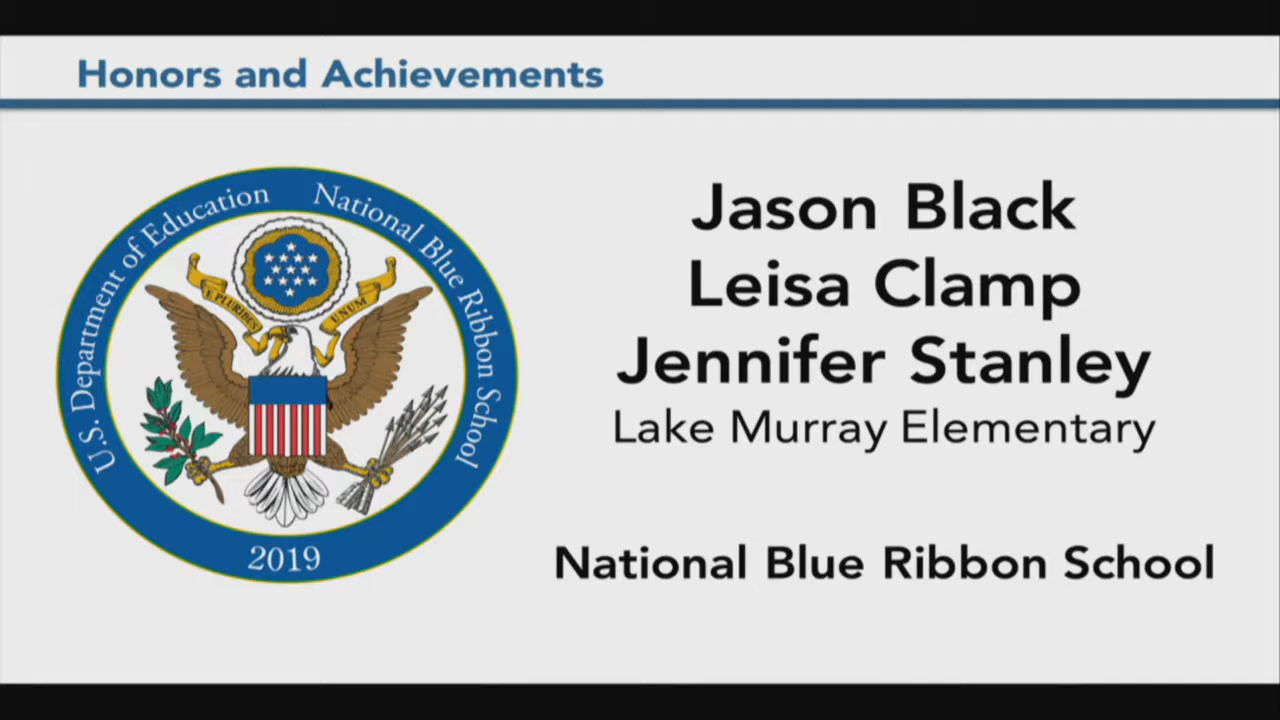 Honors and Achievements
U.S. Department of Education National Blue Ribbon School
E PLURIBUS UNUM
2019
Jason Black
Leisa Clamp
Jennifer Stanley
Lake Murray Elementary
National Blue Ribbon School